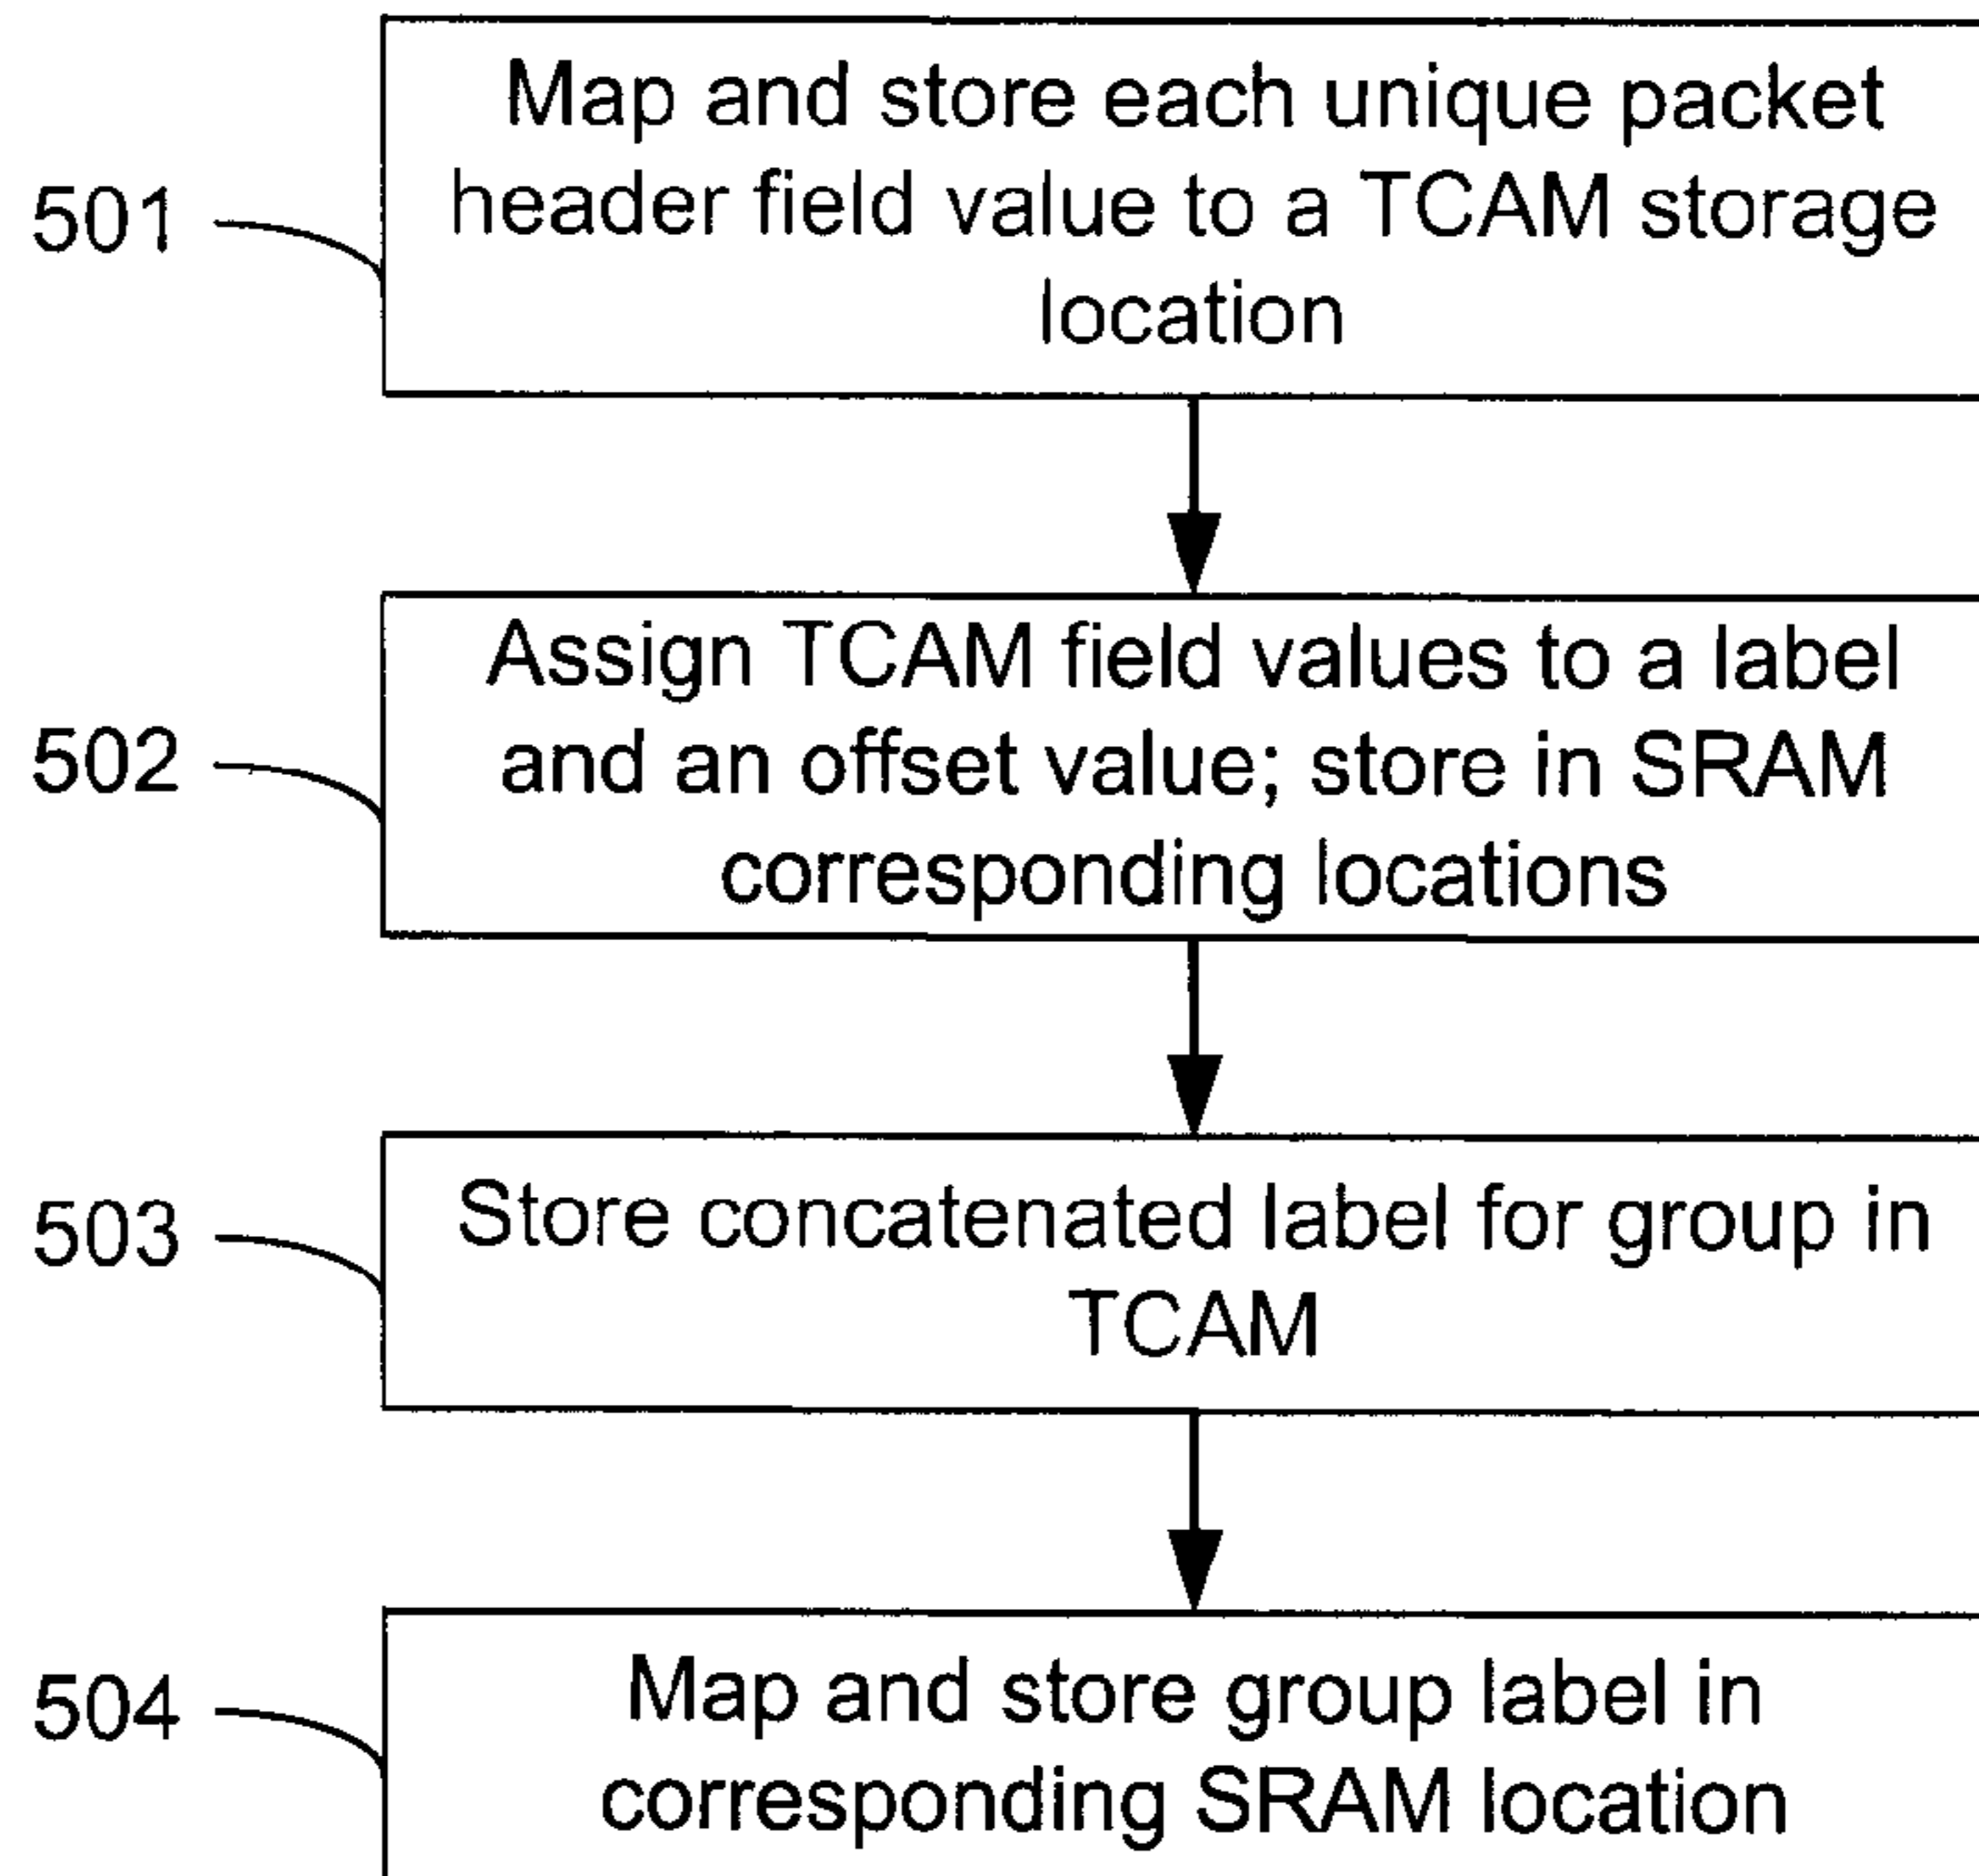 Map and store each unique packet
header field value to a TCAM storage
location
501
Assign TCAM field values to a label
and an offset value; store in SRAM
corresponding locations
502
Store concatenated label for group in
TCAM
503
Map and store group label in
corresponding SRAM location
504